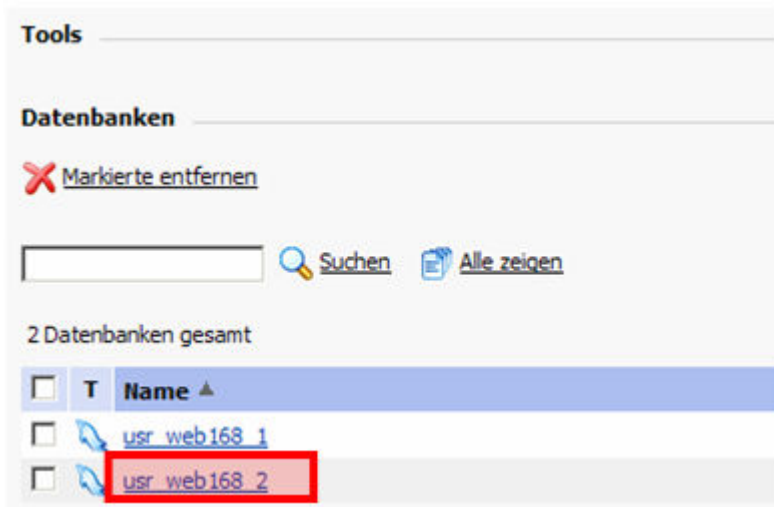 Tools
Datenbanken
Markierte entfernen
Suchen Alle zeigen
2 Datenbanken gesamt
T Name
usr_web168_1
usr_web168_2